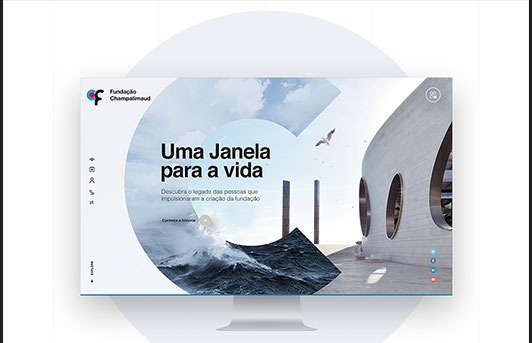 Fundação
Champalimaud
Uma Janela
para a vida
Descubra o legado das pessoas que
impulsionaram a criação da fundação
Conheça a história
EXPLORE